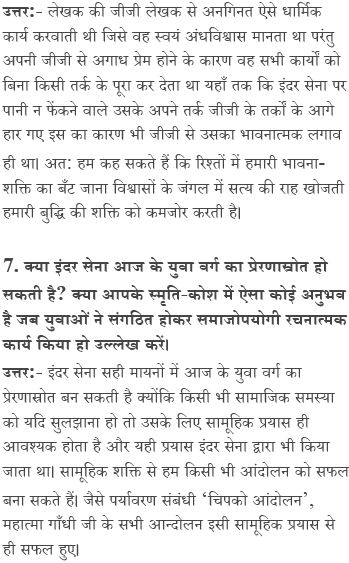 उत्तर:- लेखक की जीजी लेखक से अनगिनत ऐसे धार्मिक
कार्य करवाती थी जिसे वह स्वयं अंधविश्वास मानता था परंतु
अपनी जीजी से अगाध प्रेम होने के कारण वह सभी कार्यों को
बिना किसी तर्क के पूरा कर देता था यहाँ तक कि इंदर सेना पर
पानी न फेंकने वाले उसके अपने तर्क जीजी के तर्कों के आगे
हार गए इस का कारण भी जीजी से उसका भावनात्मक लगाव
ही था। अत: हम कह सकते हैं कि रिश्तों में हमारी भावना-
शक्ति का बँट जाना विश्वासों के जंगल में सत्य की राह खोजती
हमारी बुद्धि की शक्ति को कमजोर करती है।
7. क्या इंदर सेना आज के युवा वर्ग का प्रेरणास्रोत हो
सकती है? क्या आपके स्मृति-कोश में ऐसा कोई अनुभव
है जब युवाओं ने संगठित होकर समाजोपयोगी रचनात्मक
कार्य किया हो उल्लेख करें।
उत्तर:- इंदर सेना सही मायनों में आज के युवा वर्ग का
प्रेरणास्रोत बन सकती है क्योंकि किसी भी सामाजिक समस्या
को यदि सुलझाना हो तो उसके लिए सामूहिक प्रयास ही
आवश्यक होता है और यही प्रयास इंदर सेना द्वारा भी किया
जाता था। सामूहिक शक्ति से हम किसी भी आंदोलन को सफल
बना सकते हैं। जैसे पर्यावरण संबंधी ‘चिपको आंदोलन’,
महात्मा गाँधी जी के सभी आन्दोलन इसी सामूहिक प्रयास से
ही सफल हुए।